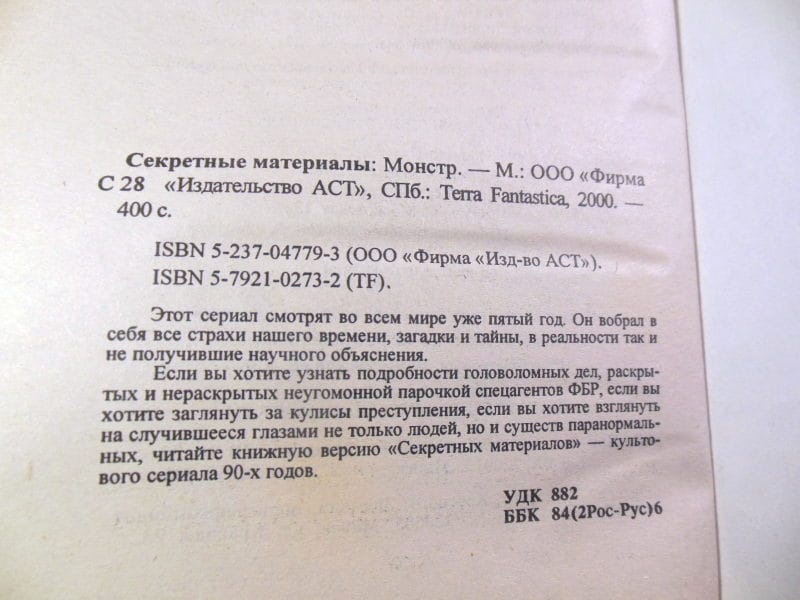 Секретные материалы: Монстр. — М.: ООО «Фирма
С 28 «Издательство АСТ», СПб.: Terra Fantastica, 2000. —
400 с.
ISBN 5-237-04779-3 (ООО «Фирма «Изд-во АСТ»).
ISBN 5-7921-0273-2 (TF).
Этот сериал смотрят во всем мире уже пятый год. Он вобрал в
себя все страхи нашего времени, загадки и тайны, в реальности так и
не получившие научного объяснения.
Если вы хотите узнать подробности головоломных дел, раскры-
тых и нераскрытых неугомонной парочкой спецагентов ФБР, если вы
хотите заглянуть за кулисы преступления, если вы хотите взглянуть
на случившееся глазами не только людей, но и существ паранормаль-
ных, читайте книжную версию «Секретных материалов» — культо-
вого сериала 90-х годов.
УДК 882
ББК 84(2Рос-Рус)6